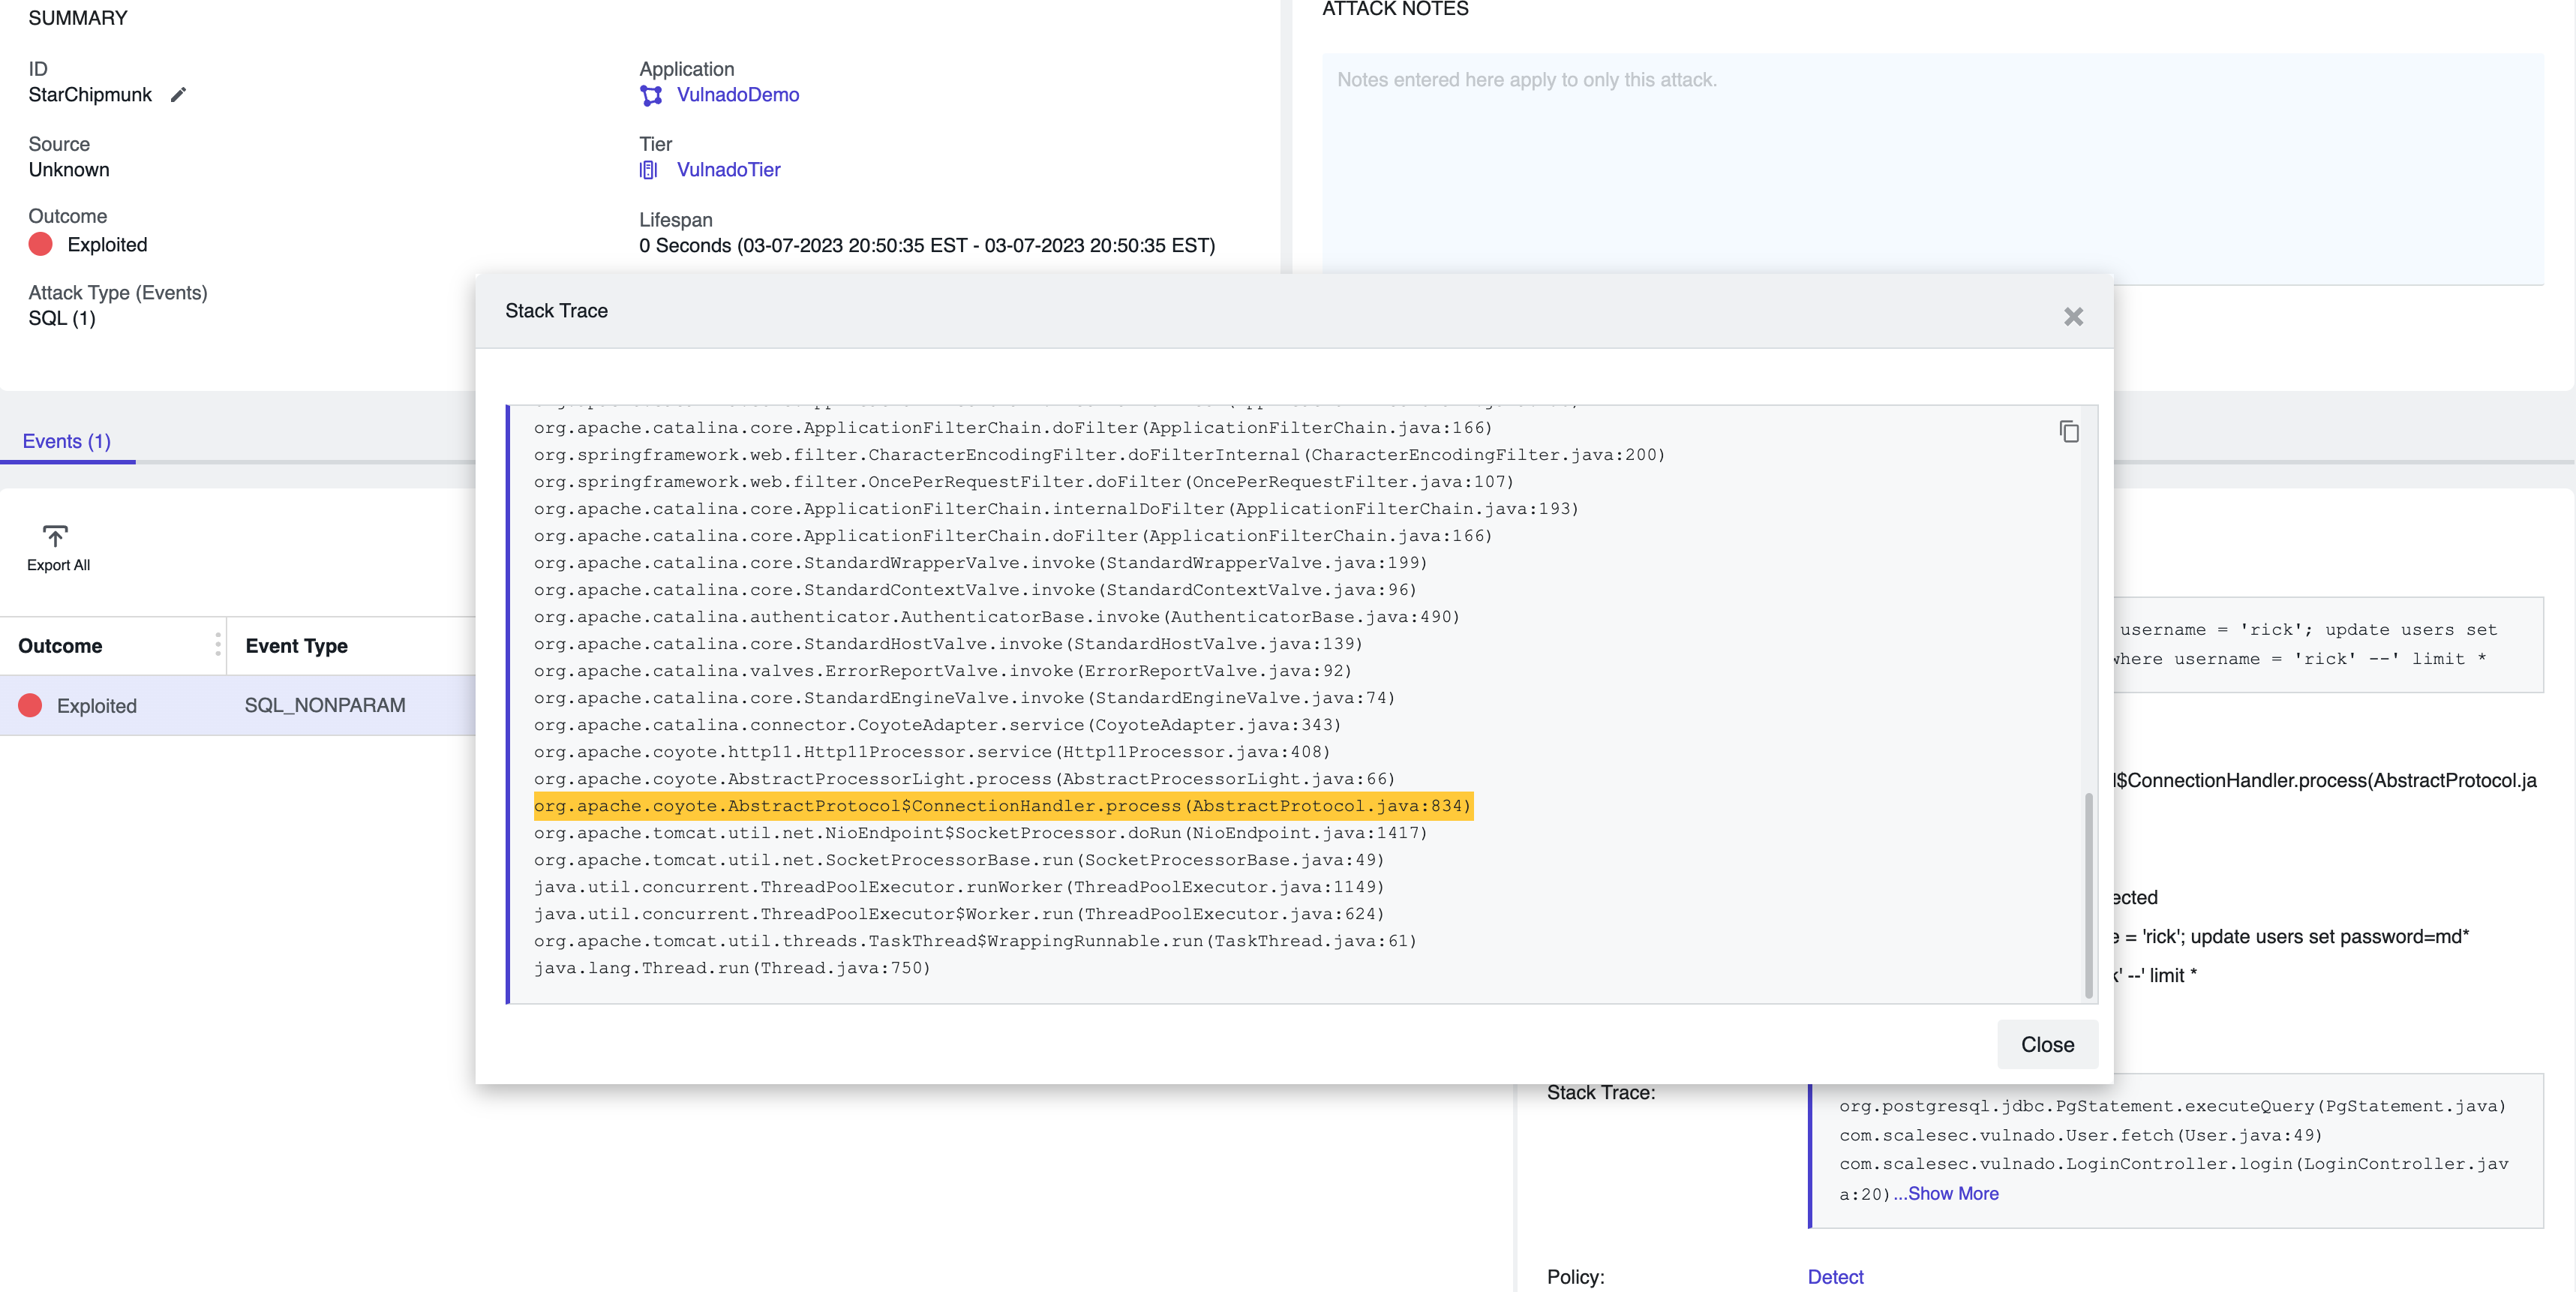 SUMMARY
ID
StarChipmunk
Source
Unknown
Outcome
Exploited
Attack Type (Events)
SQL (1)
Application
VulnadoDemo
Tier
VulnadoTier
Lifespan
0 Seconds (03-07-2023 20:50:35 EST - 03-07-2023 20:50:35 EST)
ATTACK NOTES
Notes entered here apply to only this attack.
Events (1)
Export All
Outcome
Event Type
Exploited
SQL_NONPARAM
Stack Trace
org.apache.catalina.core.ApplicationFilterChain.doFilter(ApplicationFilterChain.java:166)
org.springframework.web.filter.CharacterEncodingFilter.doFilterInternal(CharacterEncodingFilter.java:200)
org.springframework.web.filter.OncePerRequestFilter.doFilter(OncePerRequestFilter.java:107)
org.apache.catalina.core.ApplicationFilterChain.internalDoFilter(ApplicationFilterChain.java:193)
org.apache.catalina.core.ApplicationFilterChain.doFilter(ApplicationFilterChain.java:166)
org.apache.catalina.core.StandardWrapperValve.invoke(StandardWrapperValve.java:199)
org.apache.catalina.core.StandardContextValve.invoke(StandardContextValve.java:96)
org.apache.catalina.authenticator.AuthenticatorBase.invoke(AuthenticatorBase.java:490)
org.apache.catalina.core.StandardHostValve.invoke(StandardHostValve.java:139)
org.apache.catalina.valves.ErrorReportValve.invoke(ErrorReportValve.java:92)
org.apache.catalina.core.StandardEngineValve.invoke(StandardEngineValve.java:74)
org.apache.catalina.connector.CoyoteAdapter.service(CoyoteAdapter.java:343)
org.apache.coyote.http11.Http11Processor.service(Http11Processor.java:408)
org.apache.coyote.AbstractProcessorLight.process(AbstractProcessorLight.java:66)
org.apache.coyote.AbstractProtocol$ConnectionHandler.process(AbstractProtocol.java:834)
org.apache.tomcat.util.net.NioEndpoint$SocketProcessor.doRun(NioEndpoint.java:1417)
org.apache.tomcat.util.net.SocketProcessorBase.run(SocketProcessorBase.java:49)
java.util.concurrent.ThreadPoolExecutor.runWorker(ThreadPoolExecutor.java:1149)
java.util.concurrent.ThreadPoolExecutor$Worker.run(ThreadPoolExecutor.java:624)
org.apache.tomcat.util.threads.TaskThread$WrappingRunnable.run(TaskThread.java:61)
java.lang.Thread.run(Thread.java:750)
Close
username = 'rick'; update users set
where username = 'rick' --' limit *
$ConnectionHandler.process(AbstractProtocol.ja
ected
= 'rick'; update users set password=md*
' --' limit *
Stack Trace:
org.postgresql.jdbc.PgStatement.executeQuery(PgStatement.java)
com.scalesec.vulnado.User.fetch(User.java:49)
com.scalesec.vulnado.LoginController.login(LoginController.jav
a:20)...Show More
Policy:
Detect